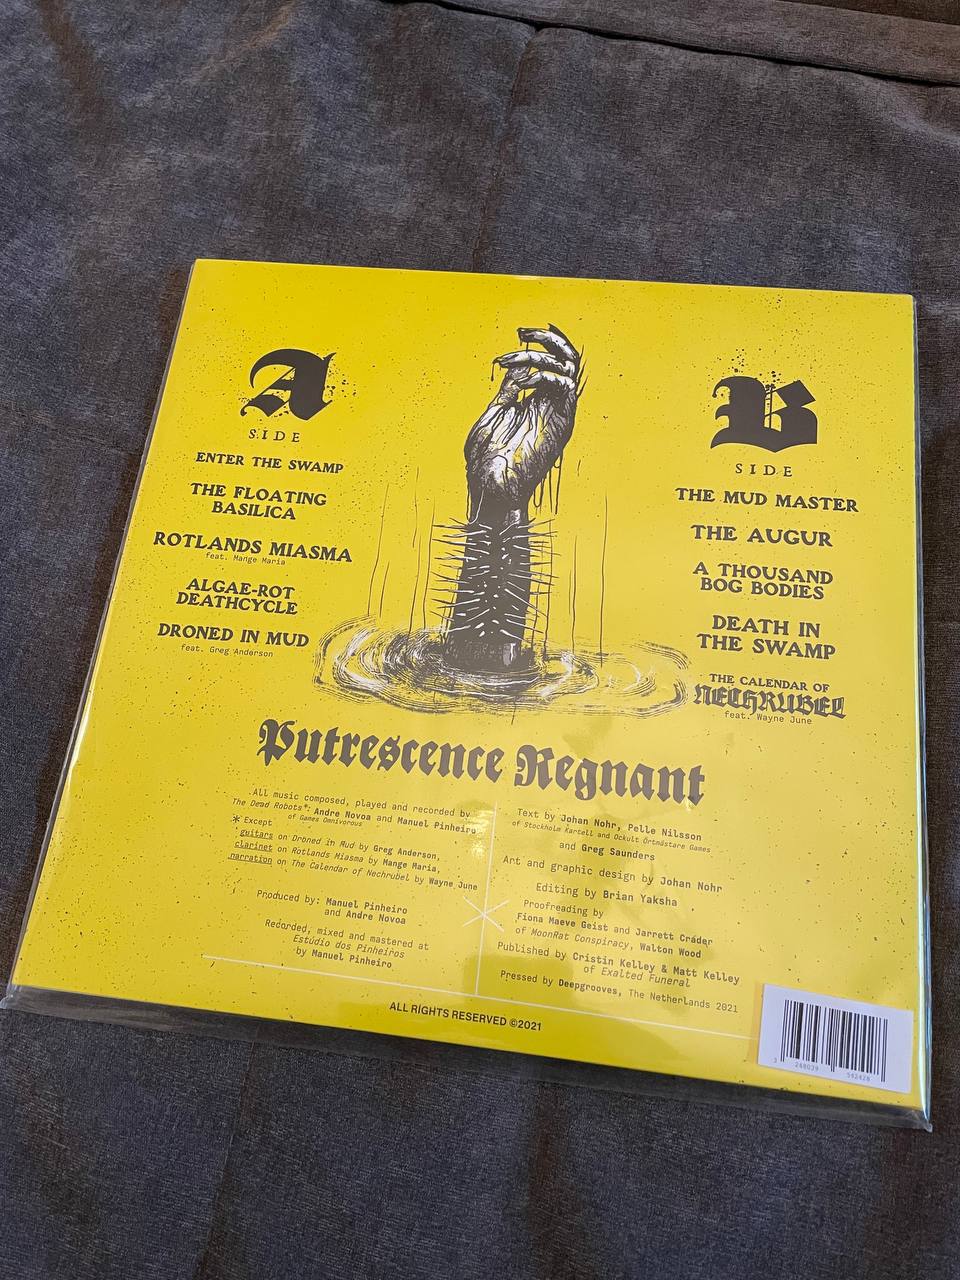 A
SIDE
ENTER THE SWAMP
THE FLOATING
BASILICA
ROTLANDS MIASMA
feat. Mange Maria
ALGAE-ROT
DEATHCYCLE
DRONED IN MUD
feat. Greg Anderson
B
SIDE
THE MUD MASTER
THE AUGUR
A THOUSAND
BOG BODIES
DEATH IN
THE SWAMP
THE CALENDAR OF
NECHRUBEL
feat. Wayne June
Putrescence Regnant
All music composed, played and recorded by
The Dead Robots*: Andre Novoa and Manuel Pinheiro
of Games Omnivorous
* Except
guitars on Droned in Mud by Greg Anderson,
clarinet on Rotlands Miasma by Mange Maria,
narration on The Calendar of Nechrubel by Wayne June
Produced by: Manuel Pinheiro
and Andre Novoa
Recorded, mixed and mastered at
Estúdio dos Pinheiros
by Manuel Pinheiro
Text by Johan Nohr, Pelle Nilsson
of Stockholm Kartell and Ockult Örtmästare Games
and Greg Saunders
Art and graphic design by Johan Nohr
Editing by Brian Yaksha
Proofreading by
Fiona Maeve Geist and Jarrett Crader
of MoonRat Conspiracy, Walton Wood
Published by Cristin Kelley & Matt Kelley
of Exalted Funeral
Pressed by Deepgrooves, The Netherlands 2021
ALL RIGHTS RESERVED ©2021
3 268039 542428